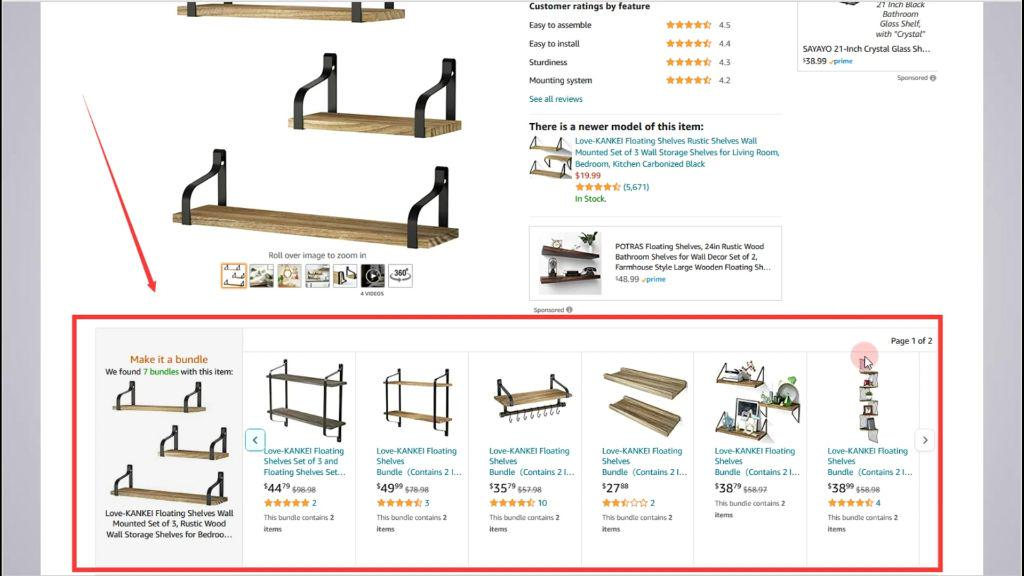 Customer ratings by feature
Easy to assemble 4.5
Easy to install 4.4
Sturdiness 4.3
Mounting system 4.2
See all reviews
21 Inch Black
Bathroom
Glass Shelf,
with "Crystal"
SAYAYO 21-Inch Crystal Glass Sh...
$38.99 prime
Sponsored
There is a newer model of this item:
Love-KANKEI Floating Shelves Rustic Shelves Wall
Mounted Set of 3 Wall Storage Shelves for Living Room,
Bedroom, Kitchen Carbonized Black
$19.99
(5,671)
In Stock.
Roll over image to zoom in
360°
4 VIDEOS
POTRAS Floating Shelves, 24in Rustic Wood
Bathroom Shelves for Wall Decor Set of 2,
Farmhouse Style Large Wooden Floating Sh...
$48.99 prime
Sponsored
Page 1 of 2
Make it a bundle
We found 7 bundles with this item:
Love-KANKEI Floating Shelves Wall
Mounted Set of 3, Rustic Wood
Wall Storage Shelves for Bedroo...
Love-KANKEI Floating
Shelves Set of 3 and
Floating Shelves Set...
$44.79 $98.98
2
This bundle contains 2
items
Love-KANKEI Floating
Shelves
Bundle（Contains 2 I...
$49.99 $78.98
3
This bundle contains 2
items
Love-KANKEI Floating
Shelves
Bundle（Contains 2 I...
$35.79 $57.98
10
This bundle contains 2
items
Love-KANKEI Floating
Shelves
Bundle（Contains 2 I...
$27.88
2
This bundle contains 2
items
Love-KANKEI Floating
Shelves
Bundle（Contains 2 I...
$38.79 $58.97
This bundle contains 2
items
Love-KANKEI Floating
Shelves
Bundle（Contains 2 I...
$38.99 $58.98
4
This bundle contains 2
items